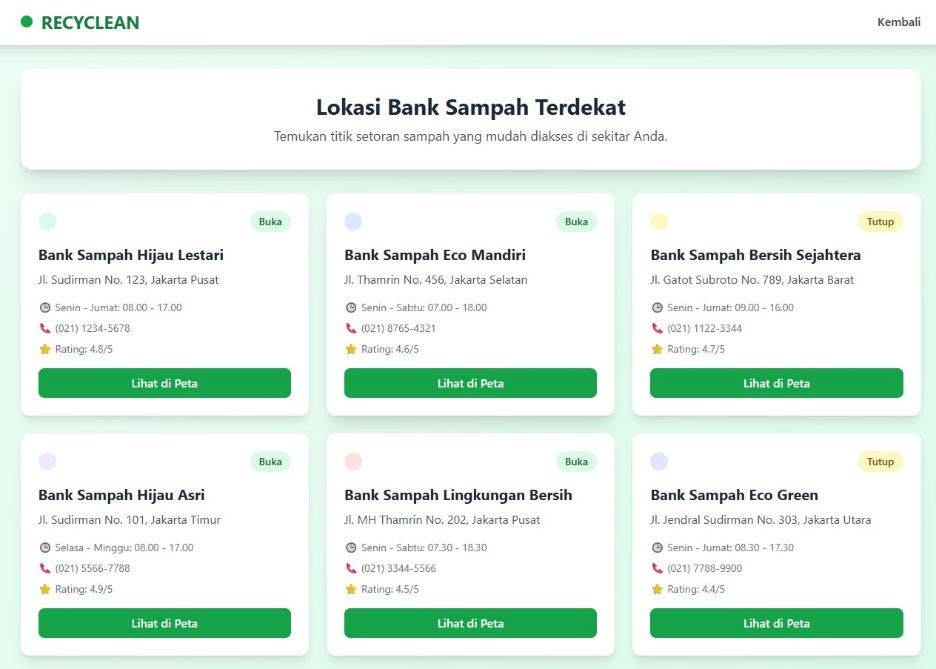 RECYCLEAN
Kembali
Lokasi Bank Sampah Terdekat
Temukan titik setoran sampah yang mudah diakses di sekitar Anda.
Buka
Bank Sampah Hijau Lestari
Jl. Sudirman No. 123, Jakarta Pusat
Senin - Jumat: 08.00 - 17.00
(021) 1234-5678
Rating: 4.8/5
Lihat di Peta
Buka
Bank Sampah Eco Mandiri
Jl. Thamrin No. 456, Jakarta Selatan
Senin - Sabtu: 07.00 - 18.00
(021) 8765-4321
Rating: 4.6/5
Lihat di Peta
Tutup
Bank Sampah Bersih Sejahtera
Jl. Gatot Subroto No. 789, Jakarta Barat
Senin - Jumat: 09.00 - 16.00
(021) 1122-3344
Rating: 4.7/5
Lihat di Peta
Buka
Bank Sampah Hijau Asri
Jl. Sudirman No. 101, Jakarta Timur
Selasa - Minggu: 08.00 - 17.00
(021) 5566-7788
Rating: 4.9/5
Lihat di Peta
Buka
Bank Sampah Lingkungan Bersih
Jl. MH Thamrin No. 202, Jakarta Pusat
Senin - Sabtu: 07.30 - 18.30
(021) 3344-5566
Rating: 4.5/5
Lihat di Peta
Tutup
Bank Sampah Eco Green
Jl. Jendral Sudirman No. 303, Jakarta Utara
Senin - Jumat: 08.30 - 17.30
(021) 7788-9900
Rating: 4.4/5
Lihat di Peta